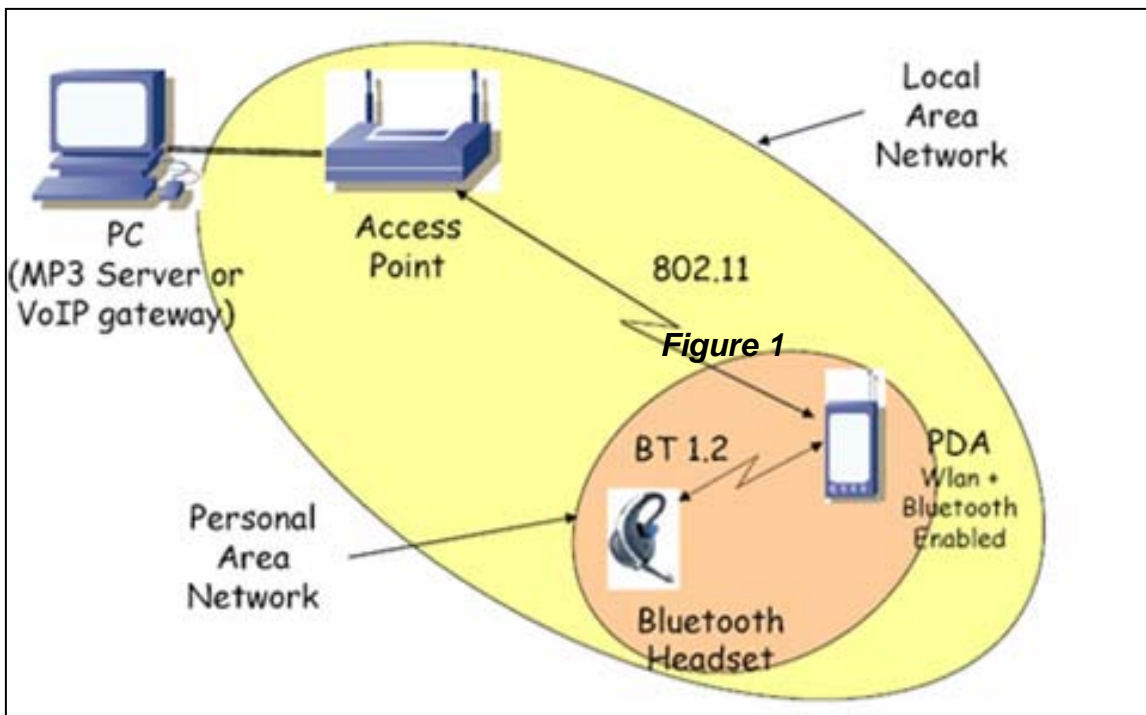 Local
Area
Network
PC
(MP3 Server or
VoIP gateway)
Access
Point
802.11
Figure 1
BT 1.2
PDA
Wlan +
Bluetooth
Enabled
Personal
Area
Network
Bluetooth
Headset